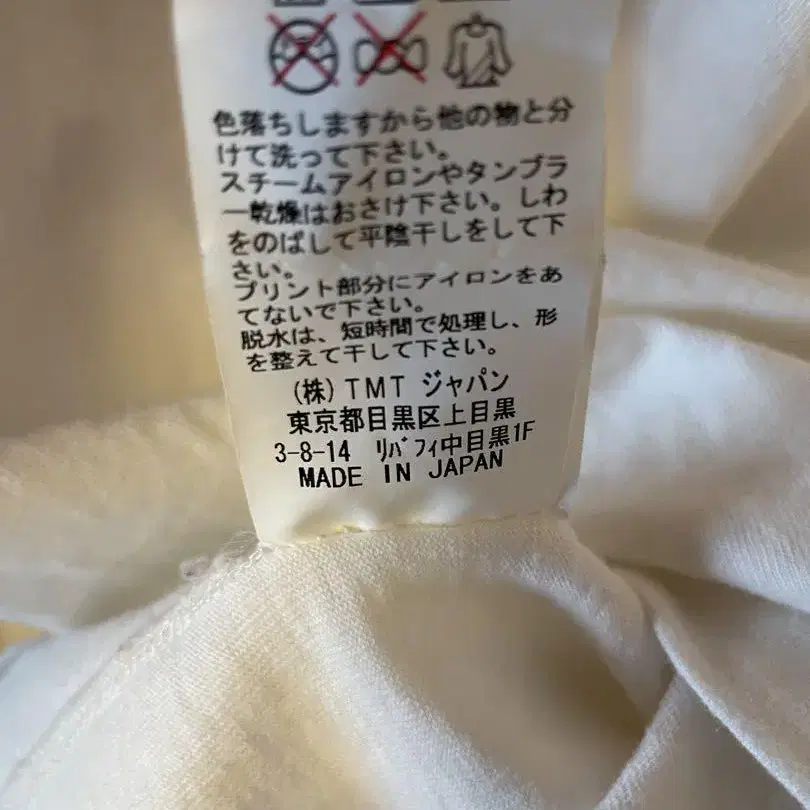 色落ちしますから他の物と分
けて洗って下さい。
スチームアイロンやタンブラ
ー乾燥はおさけ下さい。しわ
をのばして平陰干しをして下
さい。
プリント部分にアイロンをあ
てないで下さい。
脱水は、短時間で処理し、形
を整えて干して下さい。
(株)TMT ジャパン
東京都目黒区上目黒
3-8-14 ﾘﾊﾞﾌｨ中目黒1F
MADE IN JAPAN